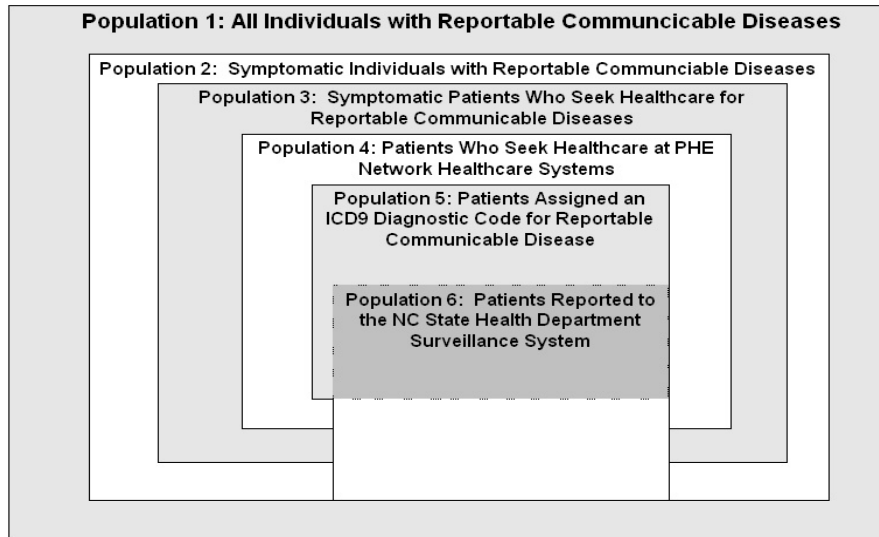 Population 1: All Individuals with Reportable Communcicable Diseases
Population 2:  Symptomatic Individuals with Reportable Communciable Diseases
Population 3:  Symptomatic Patients Who Seek Healthcare for
Reportable Communicable Diseases
Population 4: Patients Who Seek Healthcare at PHE
Network Healthcare Systems
Population 5: Patients Assigned an
ICD9 Diagnostic Code for Reportable
Communicable Disease
Population 6:  Patients Reported to
the NC State Health Department
Surveillance System